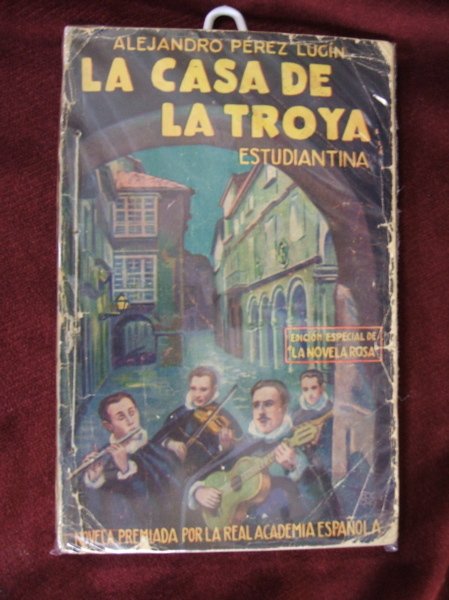 ALEJANDRO PÉREZ LUGÍN
LA CASA DE
LA TROYA
ESTUDIANTINA
EDICIÓN ESPECIAL DE
"LA NOVELA ROSA"
NOVELA PREMIADA POR LA REAL ACADEMIA ESPAÑOLA